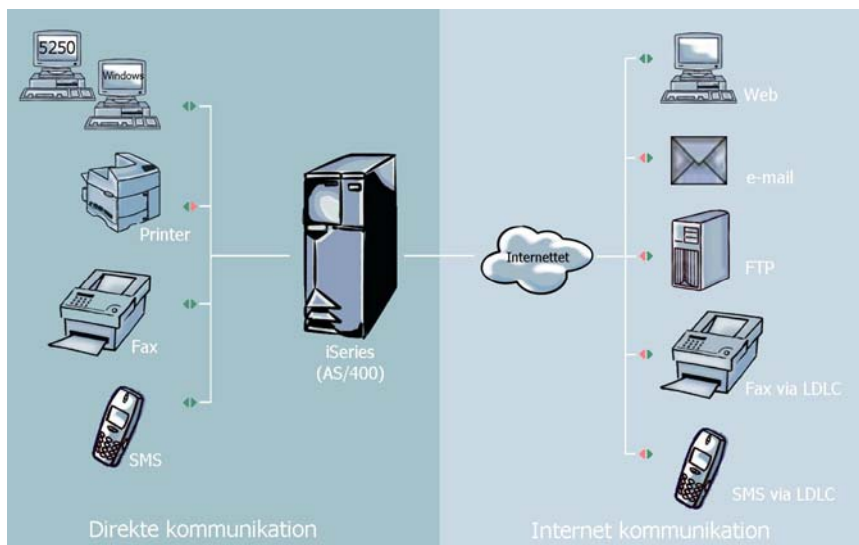 5250
Windows
Printer
Fax
SMS
iSeries
(AS/400)
Direkte kommunikation
Internettet
Web
e-mail
FTP
Fax via LDLC
SMS via LDLC
Internet kommunikation